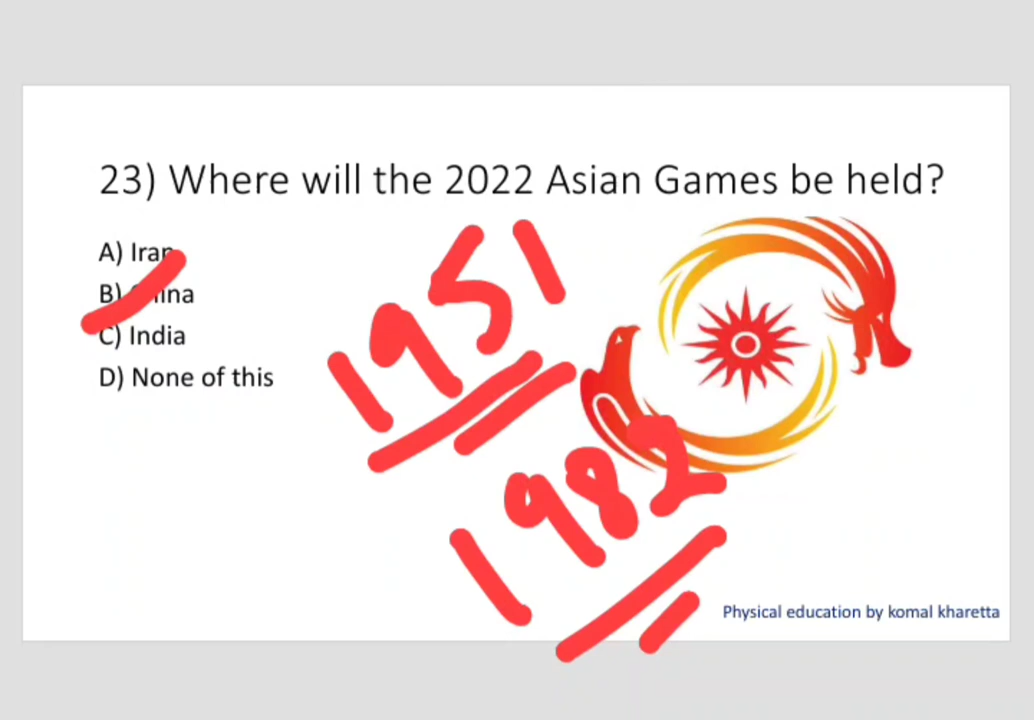 23) Where will the 2022 Asian Games be held?
A) Iran
B) China
C) India
D) None of this
1951
1982
Physical education by komal kharetta